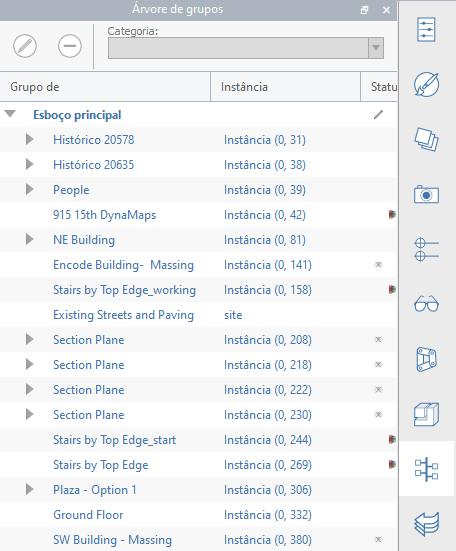 Árvore de grupos
Categoria:
Grupo de Instância Statu
Esboço principal
Histórico 20578 Instância (0, 31)
Histórico 20635 Instância (0, 38)
People Instância (0, 39)
915 15th DynaMaps Instância (0, 42)
NE Building Instância (0, 81)
Encode Building- Massing Instância (0, 141)
Stairs by Top Edge_working Instância (0, 158)
Existing Streets and Paving site
Section Plane Instância (0, 208)
Section Plane Instância (0, 218)
Section Plane Instância (0, 222)
Section Plane Instância (0, 230)
Stairs by Top Edge_start Instância (0, 244)
Stairs by Top Edge Instância (0, 269)
Plaza - Option 1 Instância (0, 306)
Ground Floor Instância (0, 332)
SW Building - Massing Instância (0, 380)